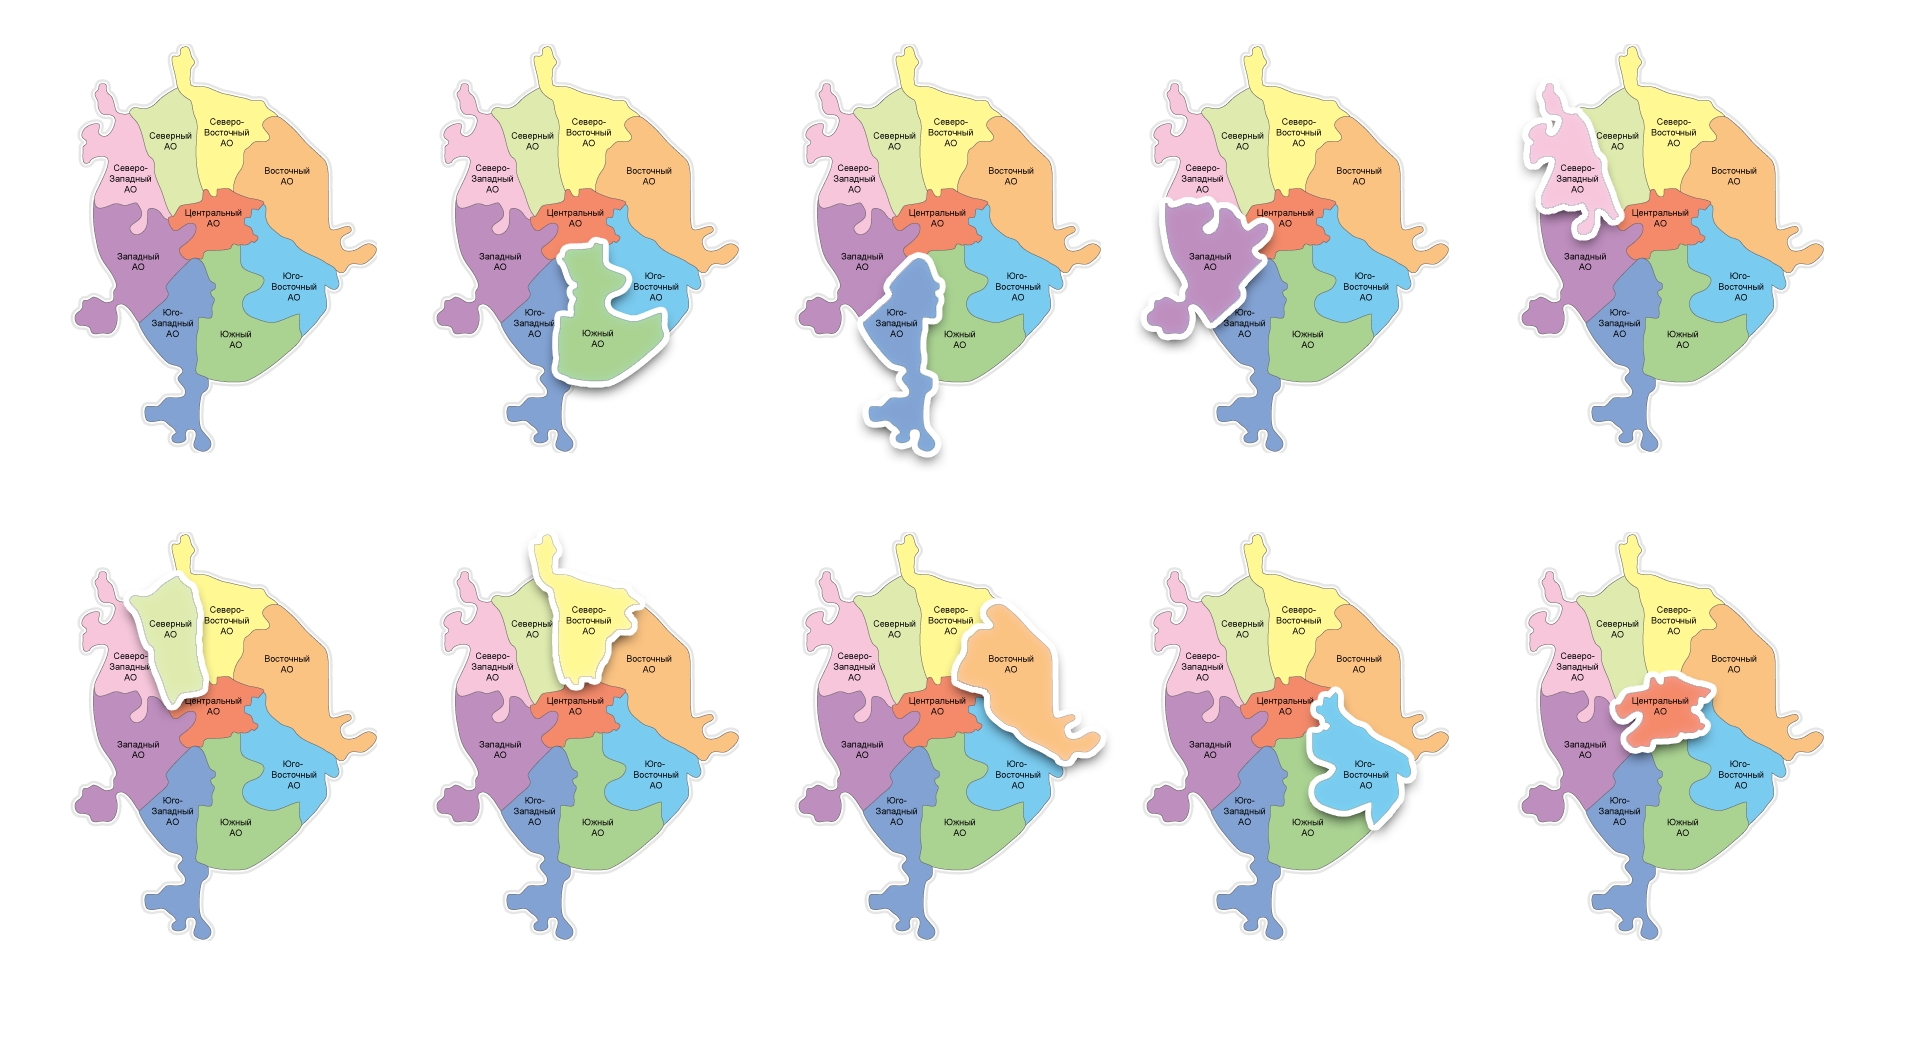 Северо-
Восточный
АО
Северный
АО
Восточный
АО
Северо-
Западный
АО
Центральный
АО
Западный
АО
Юго-
Восточный
АО
Юго-
Западный
АО
Южный
АО
Северо-
Восточный
АО
Северный
АО
Восточный
АО
Северо-
Западный
АО
Центральный
АО
Западный
АО
Юго-
Восточный
АО
Юго-
Западный
АО
Южный
АО
Северо-
Восточный
АО
Северный
АО
Восточный
АО
Северо-
Западный
АО
Центральный
АО
Западный
АО
Юго-
Восточный
АО
Юго-
Западный
АО
Южный
АО
Северо-
Восточный
АО
Северный
АО
Восточный
АО
Северо-
Западный
АО
Центральный
АО
Западный
АО
Юго-
Восточный
АО
Юго-
Западный
АО
Южный
АО
Северо-
Восточный
АО
Северный
АО
Восточный
АО
Северо-
Западный
АО
Центральный
АО
Западный
АО
Юго-
Восточный
АО
Юго-
Западный
АО
Южный
АО
Северо-
Восточный
АО
Северный
АО
Восточный
АО
Северо-
Западный
АО
Центральный
АО
Западный
АО
Юго-
Восточный
АО
Юго-
Западный
АО
Южный
АО
Северо-
Восточный
АО
Северный
АО
Восточный
АО
Северо-
Западный
АО
Центральный
АО
Западный
АО
Юго-
Восточный
АО
Юго-
Западный
АО
Южный
АО
Северо-
Восточный
АО
Северный
АО
Восточный
АО
Северо-
Западный
АО
Центральный
АО
Западный
АО
Юго-
Восточный
АО
Юго-
Западный
АО
Южный
АО
Северо-
Восточный
АО
Северный
АО
Восточный
АО
Северо-
Западный
АО
Центральный
АО
Западный
АО
Юго-
Восточный
АО
Юго-
Западный
АО
Южный
АО
Северо-
Восточный
АО
Северный
АО
Восточный
АО
Северо-
Западный
АО
Центральный
АО
Западный
АО
Юго-
Восточный
АО
Юго-
Западный
АО
Южный
АО